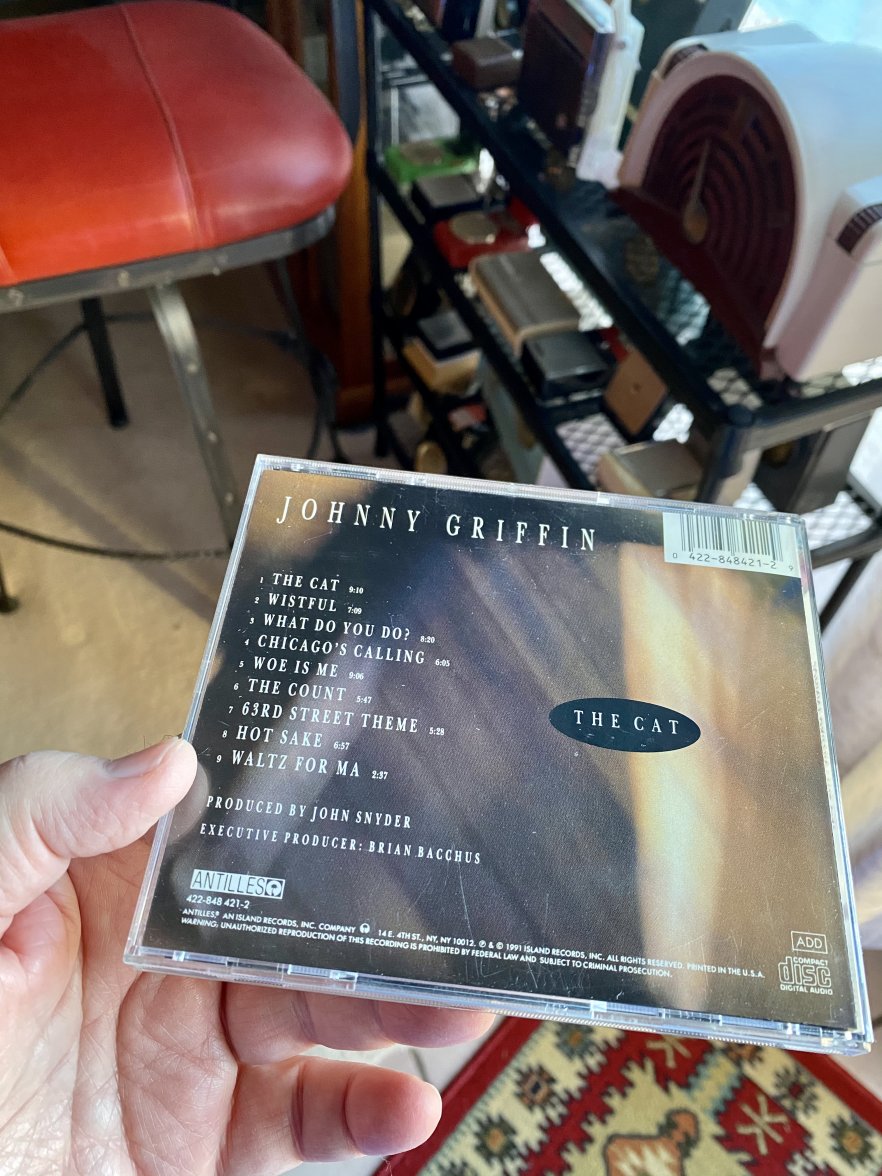 JOHNNY GRIFFIN
0 422-848421-2 9
1 THE CAT 9:10
2 WISTFUL 7:09
3 WHAT DO YOU DO? 8:20
4 CHICAGO'S CALLING 6:05
5 WOE IS ME 9:06
6 THE COUNT 5:47
7 63RD STREET THEME 5:28
8 HOT SAKE 6:57
9 WALTZ FOR MA 2:37
THE CAT
PRODUCED BY JOHN SNYDER
EXECUTIVE PRODUCER: BRIAN BACCHUS
ANTILLES
422-848 421-2
ANTILLES,® AN ISLAND RECORDS, INC. COMPANY 14 E. 4TH ST., NY, NY 10012. ℗ & © 1991 ISLAND RECORDS, INC. ALL RIGHTS RESERVED. PRINTED IN THE U.S.A.
WARNING: UNAUTHORIZED REPRODUCTION OF THIS RECORDING IS PROHIBITED BY FEDERAL LAW AND SUBJECT TO CRIMINAL PROSECUTION.
ADD
COMPACT
disc
DIGITAL AUDIO